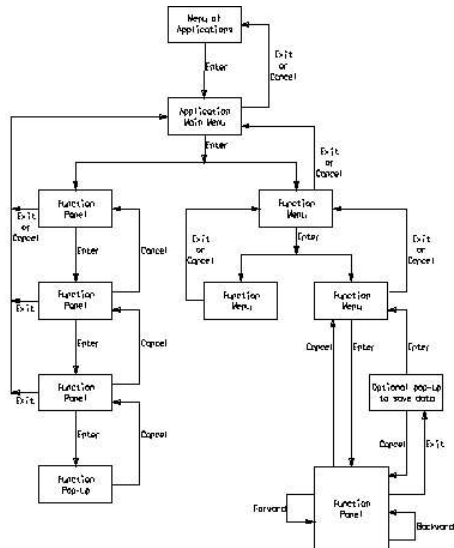 Menu of
Applications
Exit
or
Cancel
Enter
Application
Main Menu
Enter
Exit
or
Cancel
Function
Panel
Function
Menu
Exit
or
Cancel
Enter
Cancel
Exit
or
Cancel
Enter
Exit
or
Cancel
Function
Panel
Function
Menu
Function
Menu
Exit
Enter
Cancel
Cancel
Enter
Enter
Function
Panel
Optional pop-up
to save data
Exit
Enter
Cancel
Cancel
Exit
Function
Pop-up
Forward
Function
Panel
Backward